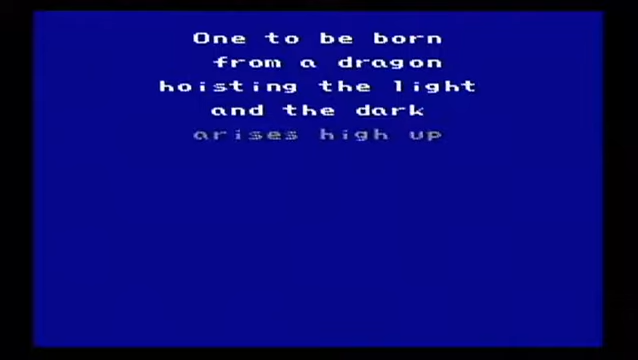 One to be born
from a dragon
hoisting the light
and the dark
arises high up